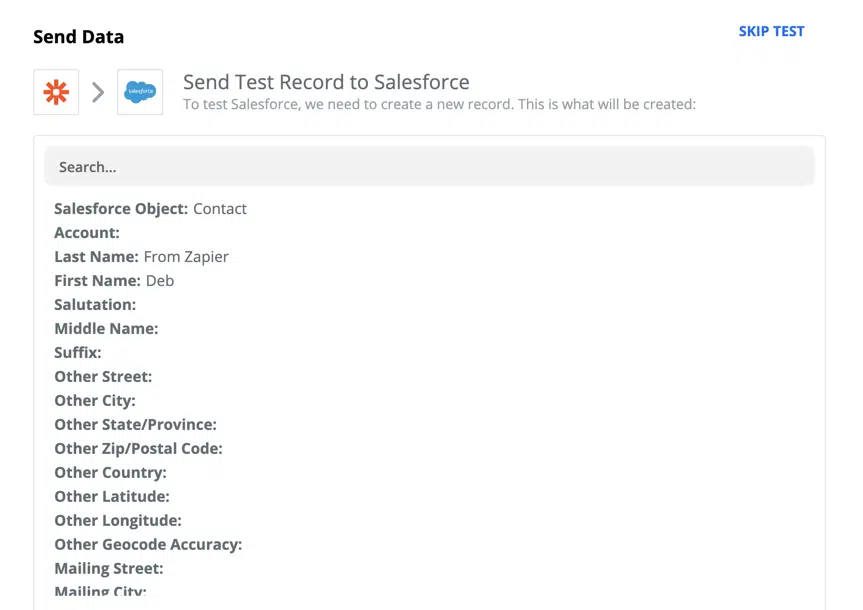 Send Data
SKIP TEST
salesforce
Send Test Record to Salesforce
To test Salesforce, we need to create a new record. This is what will be created:
Search...
Salesforce Object: Contact
Account:
Last Name: From Zapier
First Name: Deb
Salutation:
Middle Name:
Suffix:
Other Street:
Other City:
Other State/Province:
Other Zip/Postal Code:
Other Country:
Other Latitude:
Other Longitude:
Other Geocode Accuracy:
Mailing Street:
Mailing City: